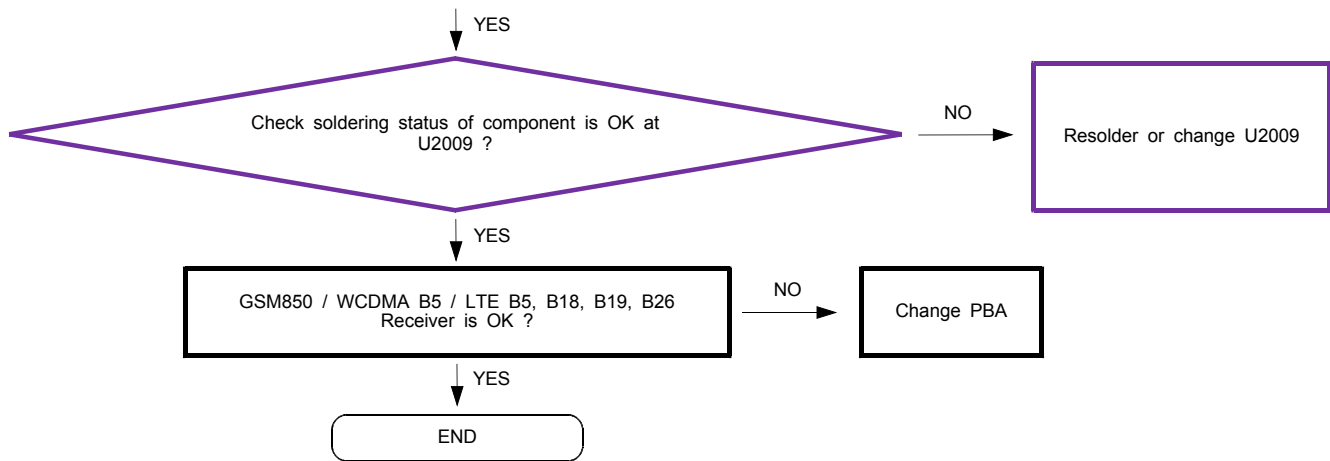 YES
Check soldering status of component is OK at
U2009 ?
NO
Resolder or change U2009
YES
GSM850 / WCDMA B5 / LTE B5, B18, B19, B26
Receiver is OK ?
NO
Change PBA
YES
END